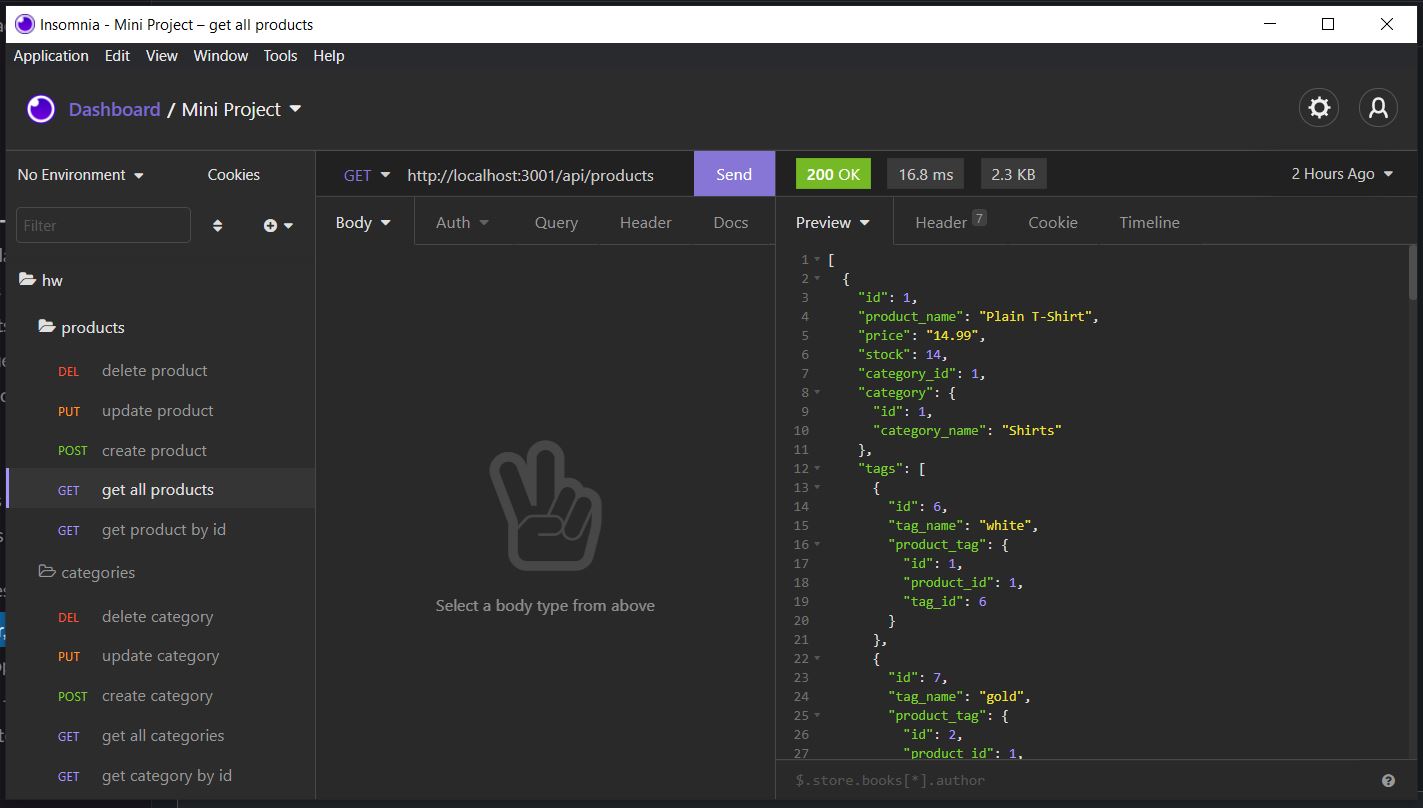 Insomnia - Mini Project – get all products
Application Edit View Window Tools Help
Dashboard / Mini Project
No Environment Cookies
Filter
hw
products
DEL delete product
PUT update product
POST create product
GET get all products
GET get product by id
categories
DEL delete category
PUT update category
POST create category
GET get all categories
GET get category by id
GET http://localhost:3001/api/products Send
Body Auth Query Header Docs
Select a body type from above
200 OK 16.8 ms 2.3 KB 2 Hours Ago
Preview Header 7 Cookie Timeline
1 [
2 {
3 "id": 1,
4 "product_name": "Plain T-Shirt",
5 "price": "14.99",
6 "stock": 14,
7 "category_id": 1,
8 "category": {
9 "id": 1,
10 "category_name": "Shirts"
11 },
12 "tags": [
13 {
14 "id": 6,
15 "tag_name": "white",
16 "product_tag": {
17 "id": 1,
18 "product_id": 1,
19 "tag_id": 6
20 }
21 },
22 {
23 "id": 7,
24 "tag_name": "gold",
25 "product_tag": {
26 "id": 2,
27 "product_id": 1,
$.store.books[*].author